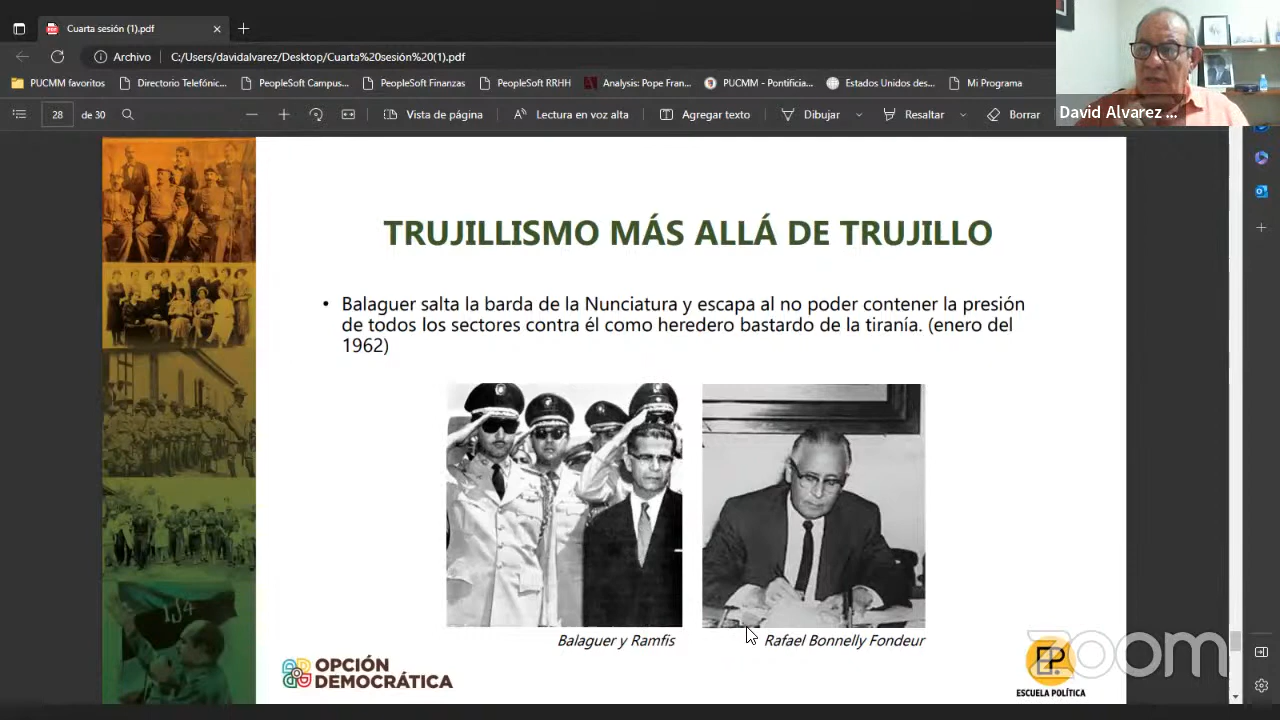 Cuarta sesión (1).pdf
Archivo
C:/Users/davidalvarez/Desktop/Cuarta%20sesión%20(1).pdf
PUCMM favoritos
Directorio Telefónic...
PeopleSoft Campus...
PeopleSoft Finanzas
PeopleSoft RRHH
Analysis: Pope Fran...
PUCMM - Pontificia...
Estados Unidos des...
Mi Programa
28 de 30
Vista de página
Lectura en voz alta
Agregar texto
Dibujar
Resaltar
Borrar
David Alvarez ...
TRUJILLISMO MÁS ALLÁ DE TRUJILLO
• Balaguer salta la barda de la Nunciatura y escapa al no poder contener la presión
de todos los sectores contra él como heredero bastardo de la tiranía. (enero del
1962)
Balaguer y Ramfis
Rafael Bonnelly Fondeur
1J4
OPCIÓN
DEMOCRÁTICA
EP
ESCUELA POLÍTICA
zoom